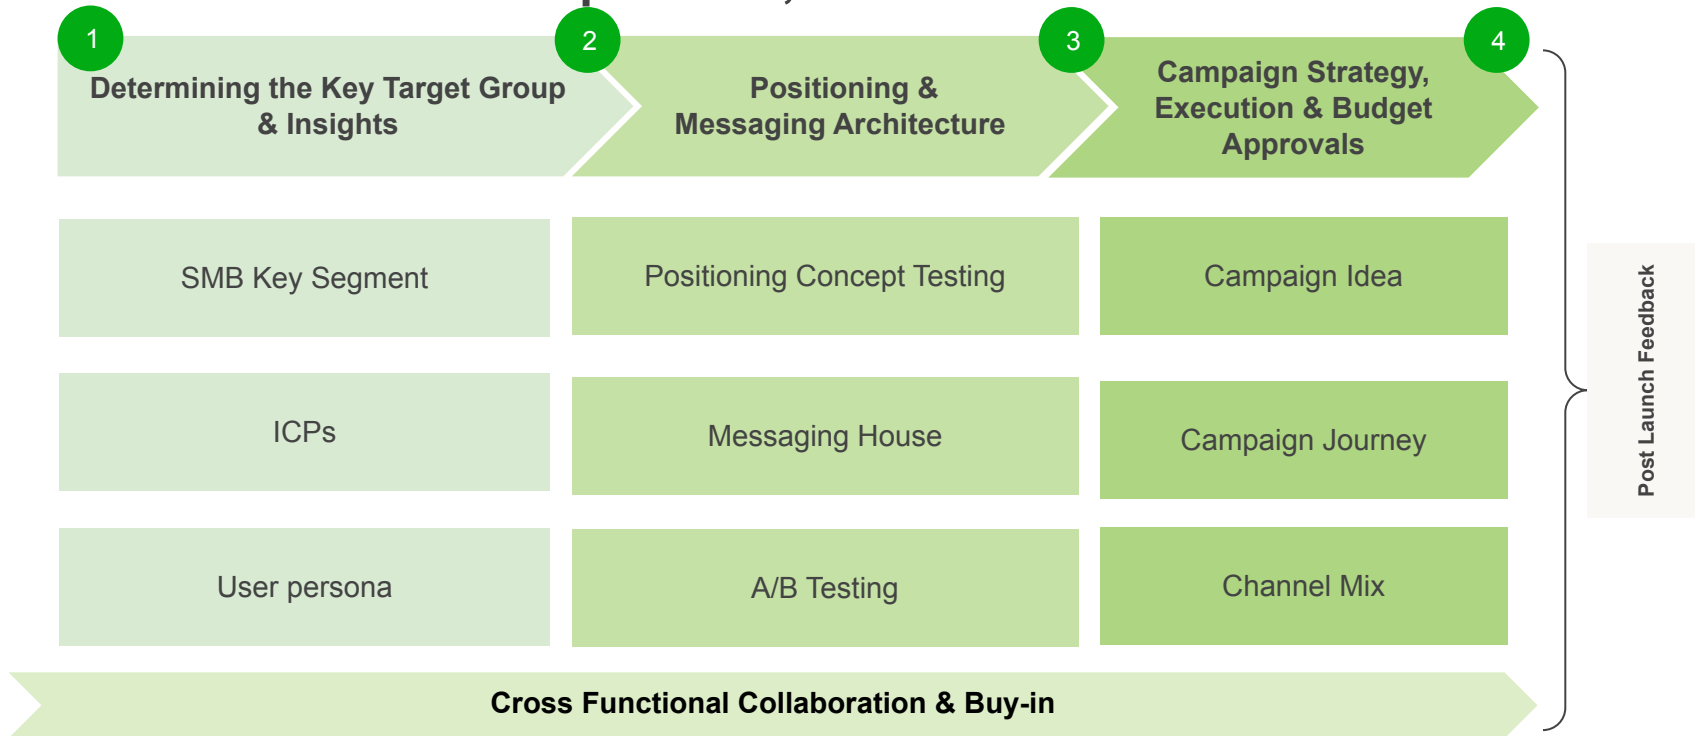 1
2
3
4
Determining the Key Target Group
& Insights
Positioning &
Messaging Architecture
Campaign Strategy,
Execution & Budget
Approvals
SMB Key Segment
Positioning Concept Testing
Campaign Idea
ICPs
Messaging House
Campaign Journey
User persona
A/B Testing
Channel Mix
Cross Functional Collaboration & Buy-in
Post Launch Feedback